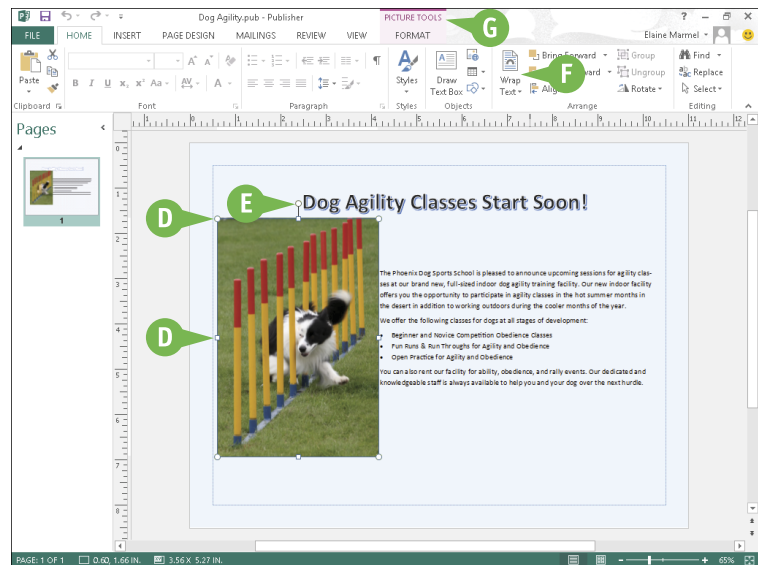 Dog Agility.pub - Publisher
PICTURE TOOLS
G
?
FILE HOME INSERT PAGE DESIGN MAILINGS REVIEW VIEW FORMAT Elaine Marmel
Bring Forward Group Find
F
Paste Styles Draw Text Box Wrap Text Ungroup Replace
B I U x₂ x² Aa AV A
Rotate Select
Clipboard Font Paragraph Styles Objects Arrange Editing
Pages
1
D
E
Dog Agility Classes Start Soon!
The Phoenix Dog Sports School is pleased to announce upcoming sessions for agility clas-
ses at our brand new, full-sized indoor dog agility training facility. Our new indoor facility
offers you the opportunity to participate in agility classes in the hot summer months in
the desert in addition to working outdoors during the cooler months of the year.
We offer the following classes for dogs at all stages of development:
D
• Beginner and Novice Competition Obedience Classes
• Fun Runs & Run Throughs for Agility and Obedience
• Open Practice for Agility and Obedience
You can also rent our facility for ability, obedience, and rally events. Our dedicated and
knowledgeable staff is always available to help you and your dog over the next hurdle.
PAGE: 1 OF 1 0.60, 1.66 IN. 3.56 X 5.27 IN. 65%